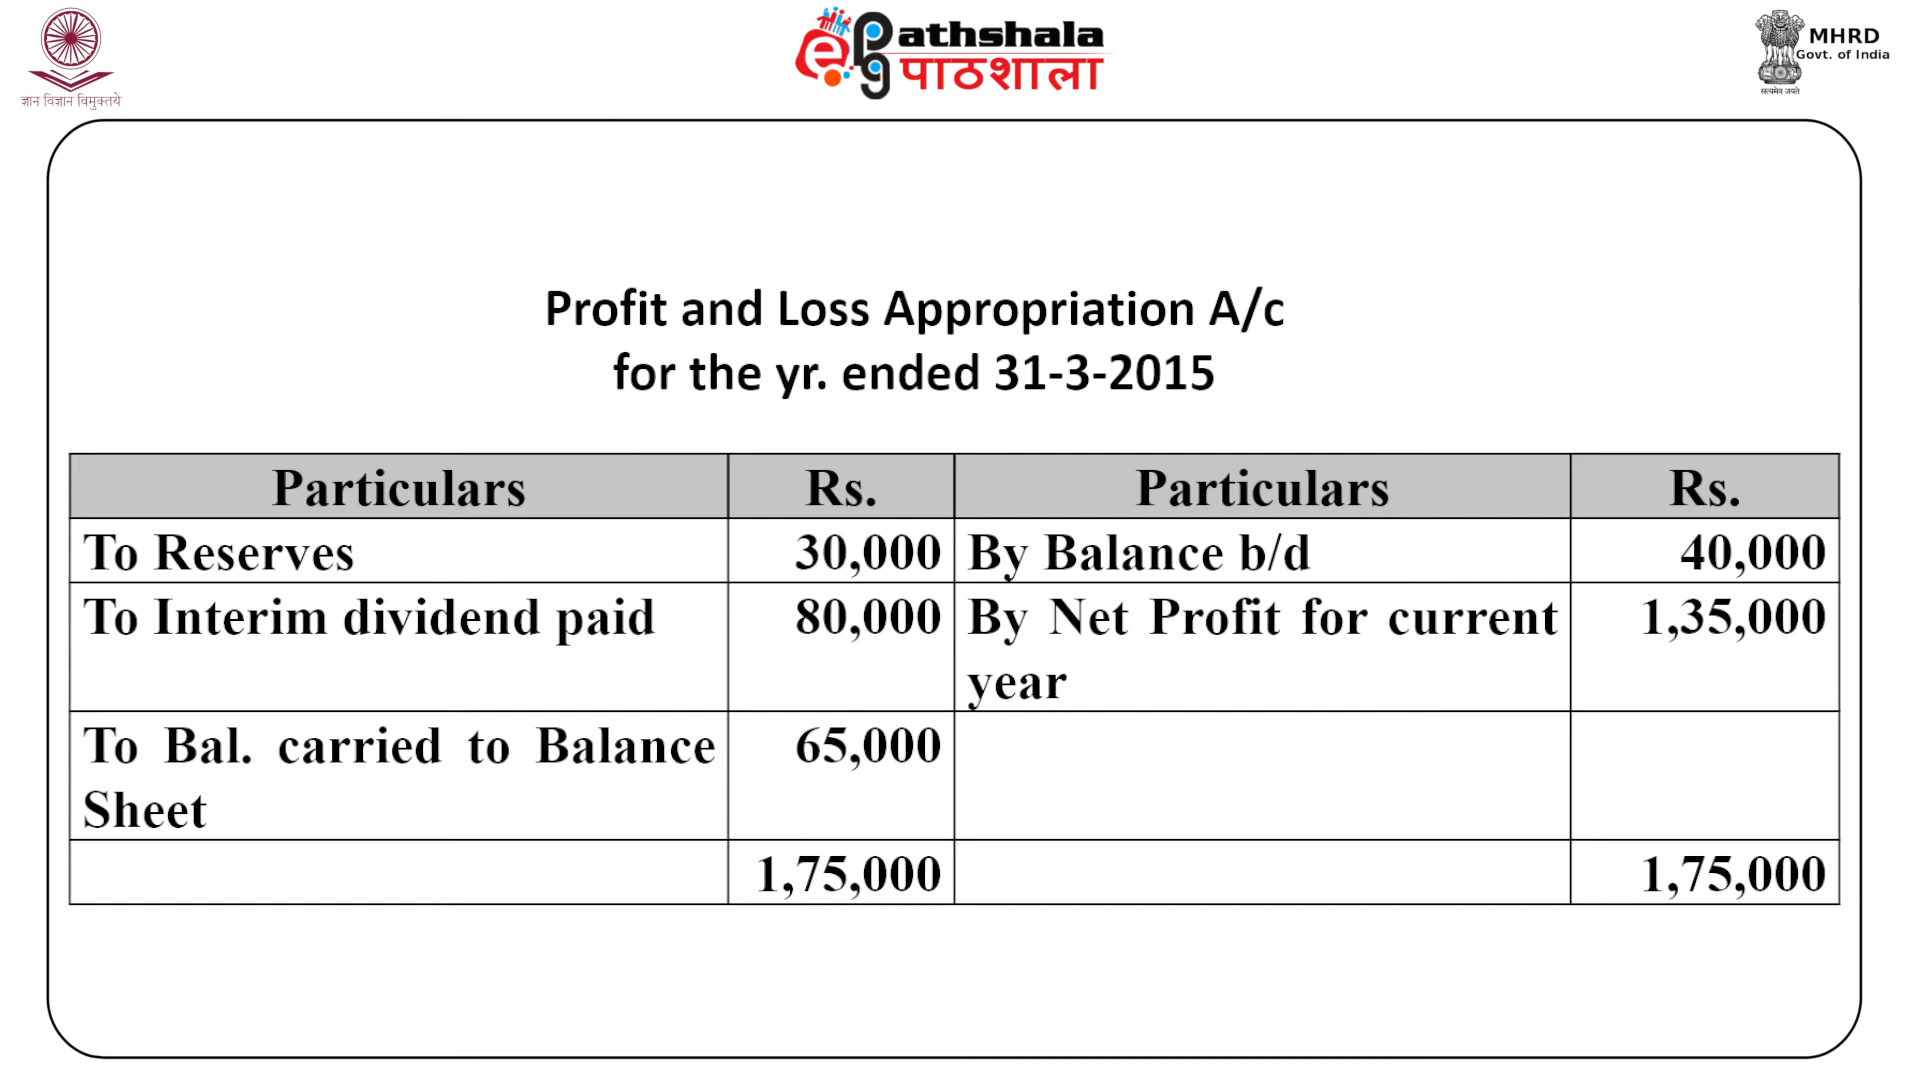 ज्ञान विज्ञान विमुक्तये
ePg Pathshala
पाठशाला
MHRD
Govt. of India
सत्यमेव जयते
Profit and Loss Appropriation A/c
for the yr. ended 31-3-2015
Particulars Rs. Particulars Rs.
To Reserves 30,000 By Balance b/d 40,000
To Interim dividend paid 80,000 By Net Profit for current 1,35,000
year
To Bal. carried to Balance 65,000
Sheet
1,75,000 1,75,000